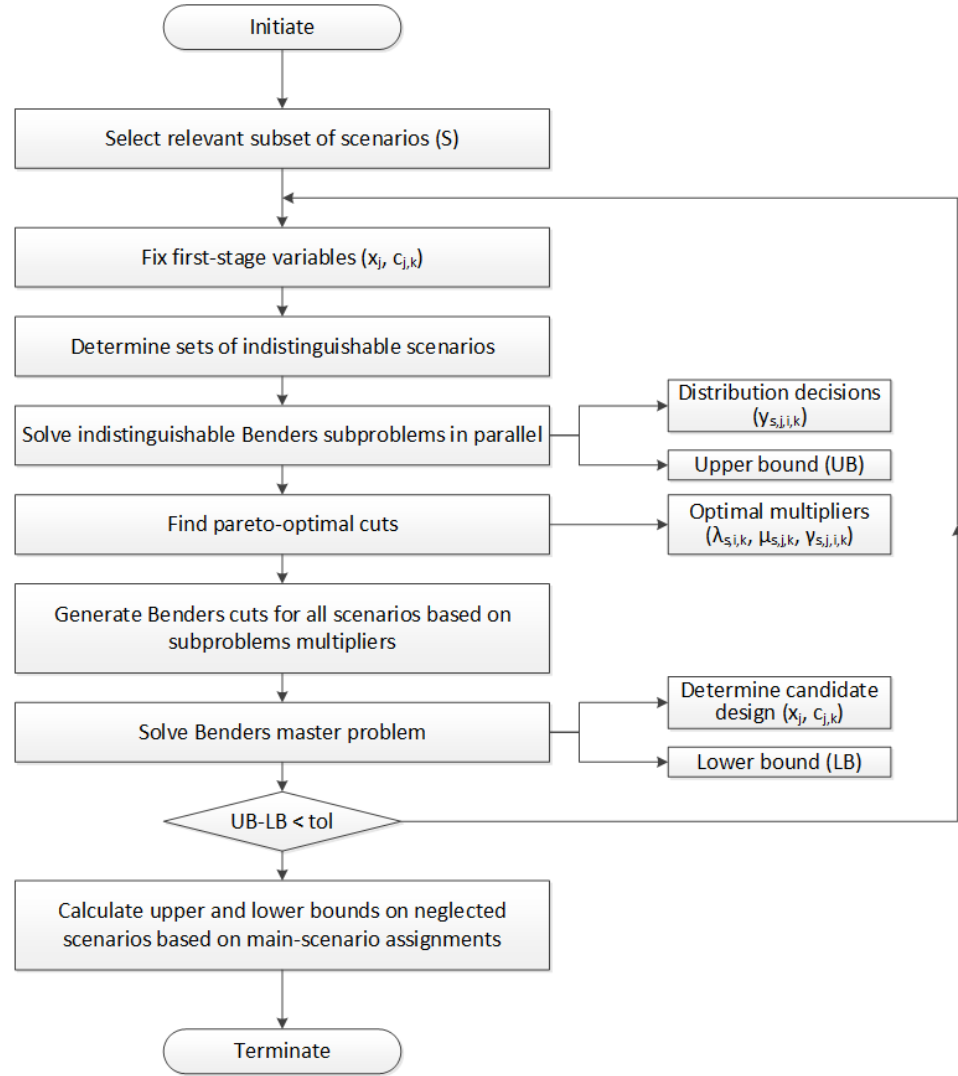 Initiate
Select relevant subset of scenarios (S)
Fix first-stage variables (xj, cj,k)
Determine sets of indistinguishable scenarios
Solve indistinguishable Benders subproblems in parallel
Distribution decisions
(ys,j,i,k)
Upper bound (UB)
Find pareto-optimal cuts
Optimal multipliers
(λs,i,k, μs,j,k, γs,j,i,k)
Generate Benders cuts for all scenarios based on
subproblems multipliers
Solve Benders master problem
Determine candidate
design (xj, cj,k)
Lower bound (LB)
UB-LB < tol
Calculate upper and lower bounds on neglected
scenarios based on main-scenario assignments
Terminate